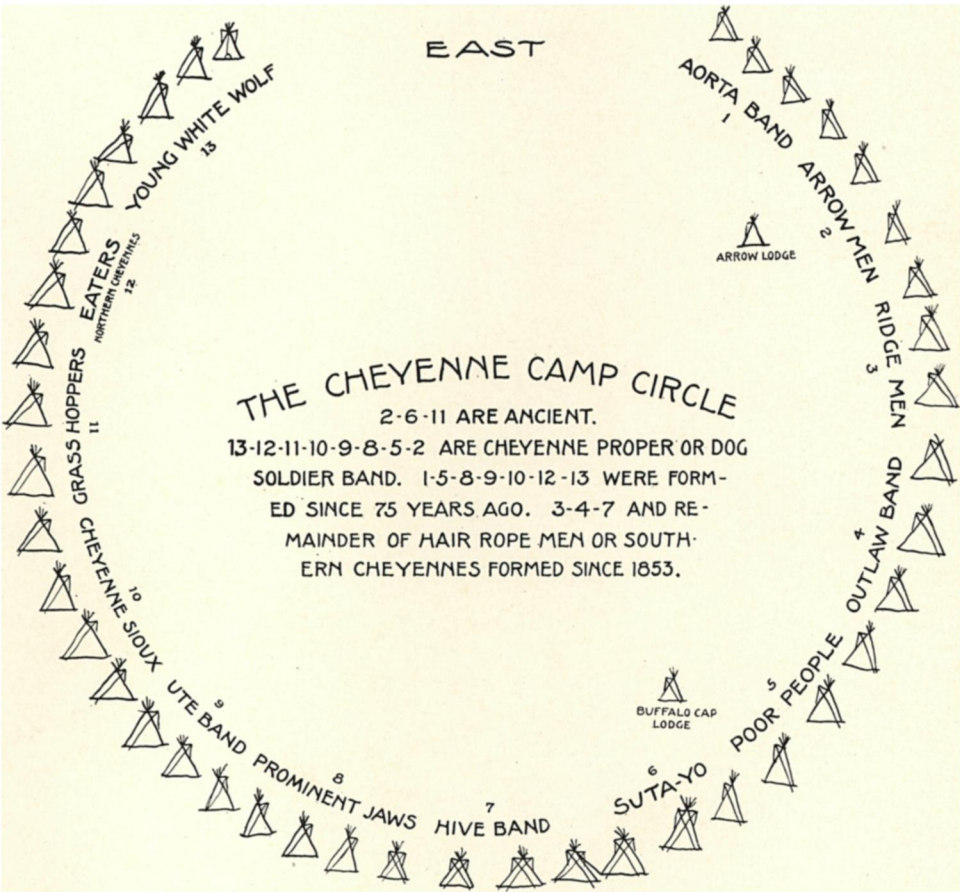 EAST
AORTA BAND
1
ARROW MEN
2
ARROW LODGE
RIDGE MEN
3
OUTLAW BAND
4
POOR PEOPLE
5
BUFFALO CAP
LODGE
SUTA-YO
6
HIVE BAND
7
PROMINENT JAWS
8
UTE BAND
9
CHEYENNE SIOUX
10
GRASS HOPPERS
11
EATERS
NORTHERN CHEYENNES
12
YOUNG WHITE WOLF
13
THE CHEYENNE CAMP CIRCLE
2-6-11 ARE ANCIENT.
13-12-11-10-9-8-5-2 ARE CHEYENNE PROPER OR DOG
SOLDIER BAND. 1-5-8-9-10-12-13 WERE FORM-
ED SINCE 75 YEARS AGO. 3-4-7 AND RE-
MAINDER OF HAIR ROPE MEN OR SOUTH-
ERN CHEYENNES FORMED SINCE 1853.